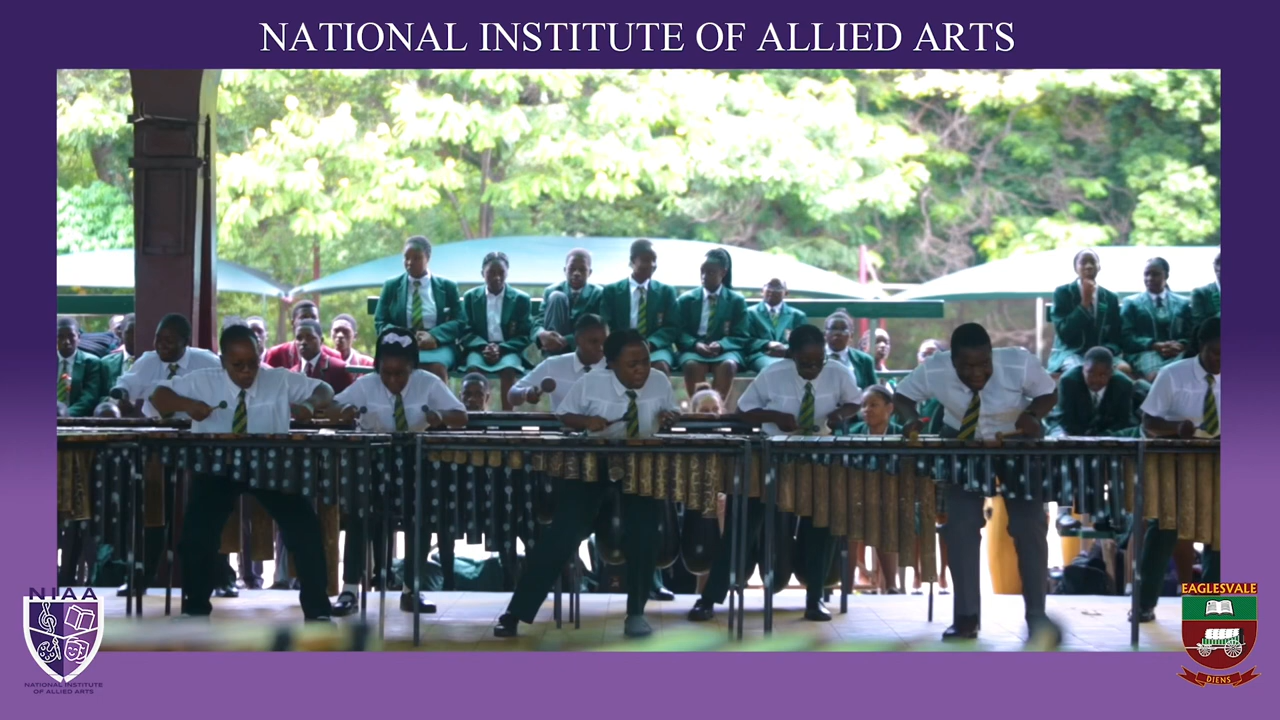 NATIONAL INSTITUTE OF ALLIED ARTS
NIAA
NATIONAL INSTITUTE
OF ALLIED ARTS
EAGLESVALE
DIENS